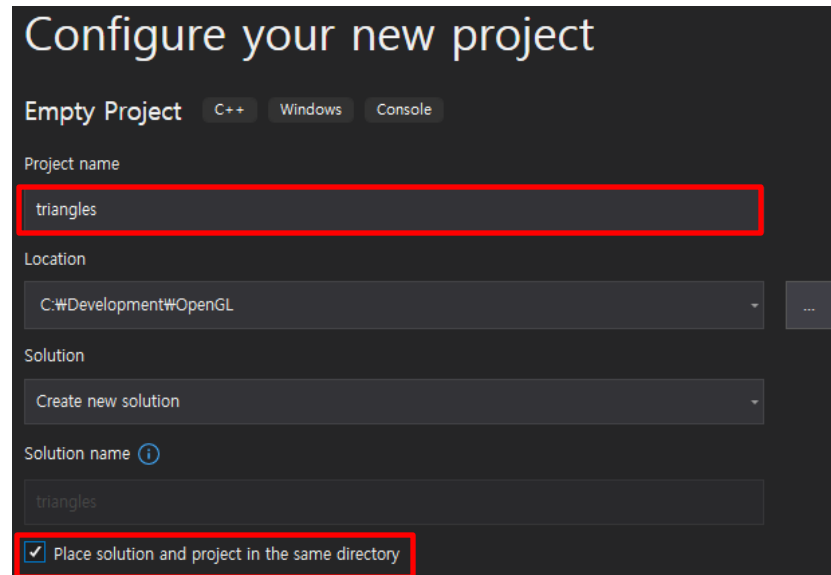 Configure your new project
Empty Project C++ Windows Console
Project name
triangles
Location
C:₩Development₩OpenGL
...
Solution
Create new solution
Solution name
triangles
Place solution and project in the same directory